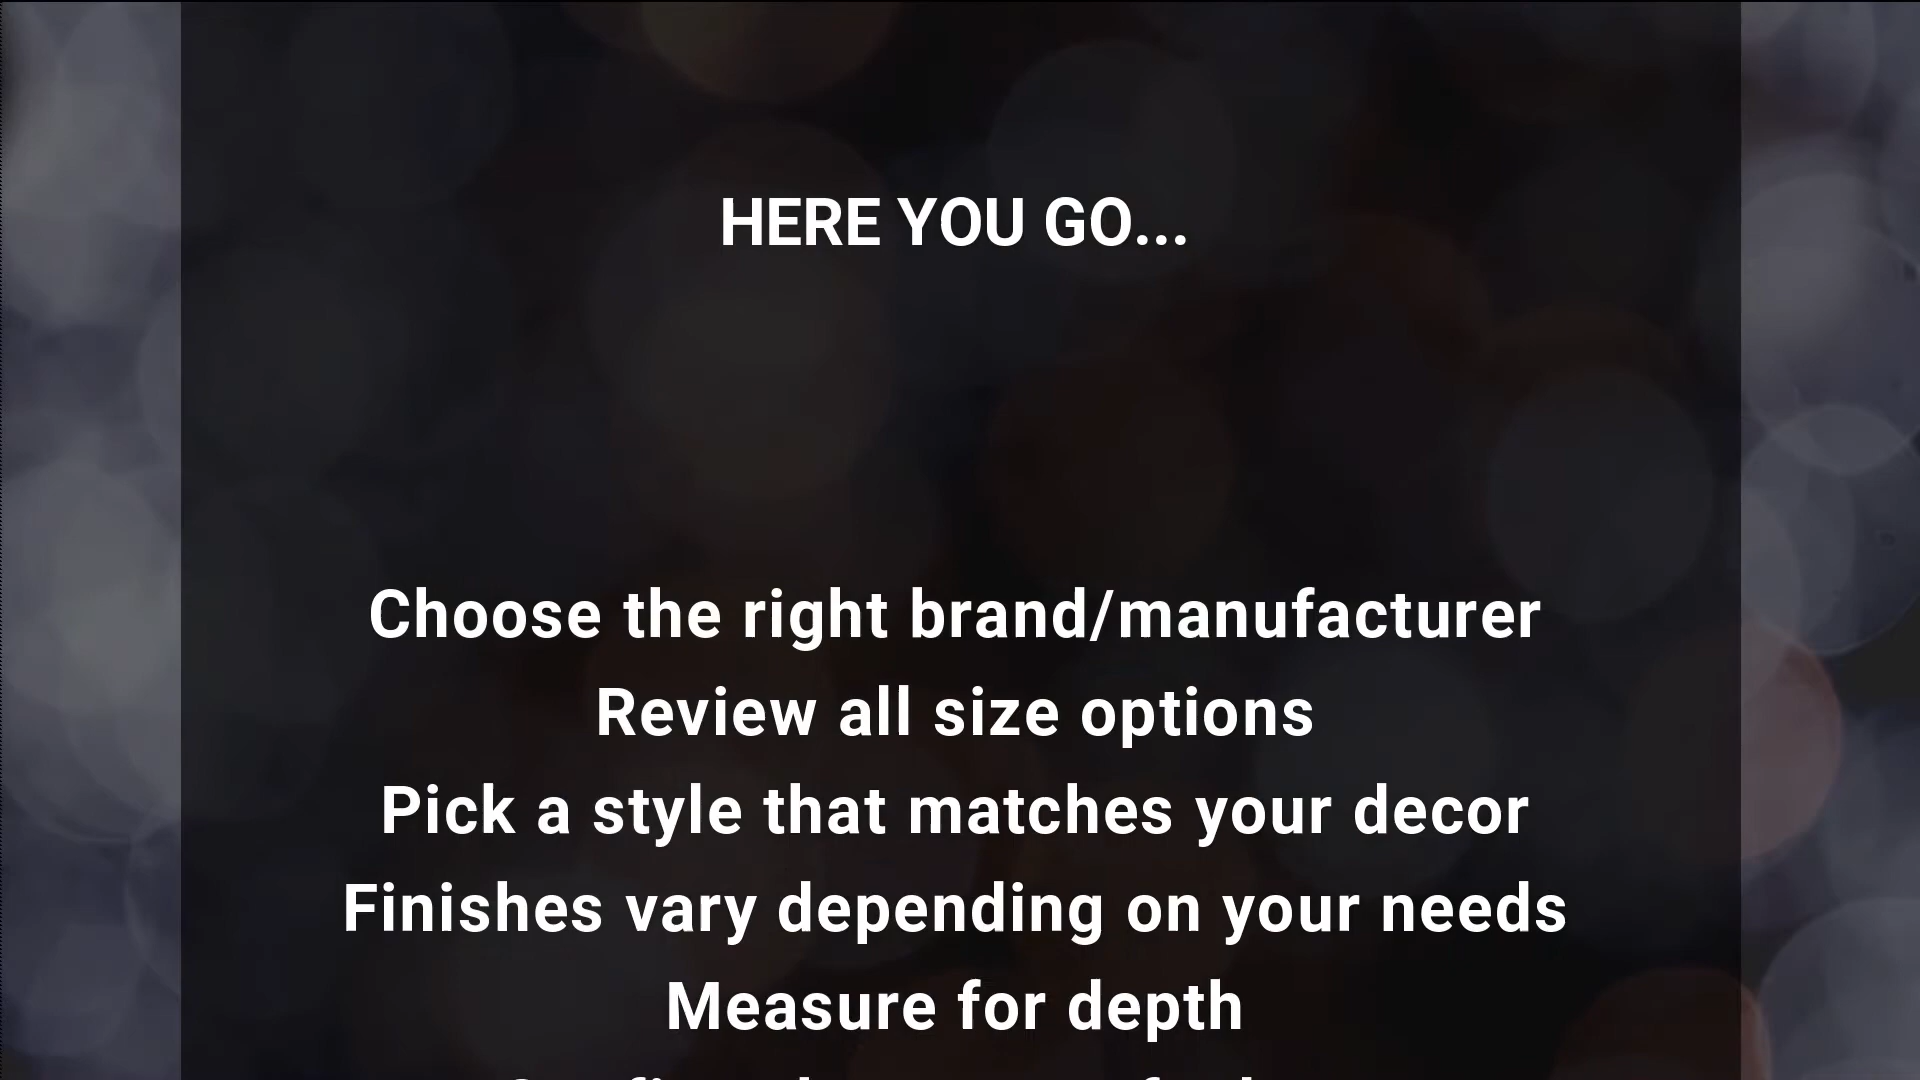 HERE YOU GO...
Choose the right brand/manufacturer
Review all size options
Pick a style that matches your decor
Finishes vary depending on your needs
Measure for depth